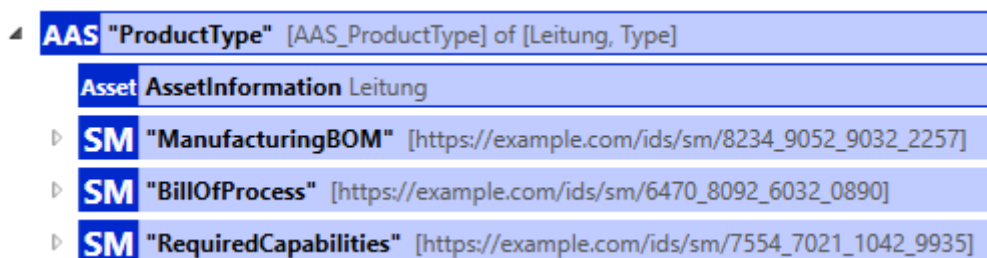 AAS "ProductType" [AAS_ProductType] of [Leitung, Type]
Asset AssetInformation Leitung
SM "ManufacturingBOM" [https://example.com/ids/sm/8234_9052_9032_2257]
SM "BillOfProcess" [https://example.com/ids/sm/6470_8092_6032_0890]
SM "RequiredCapabilities" [https://example.com/ids/sm/7554_7021_1042_9935]